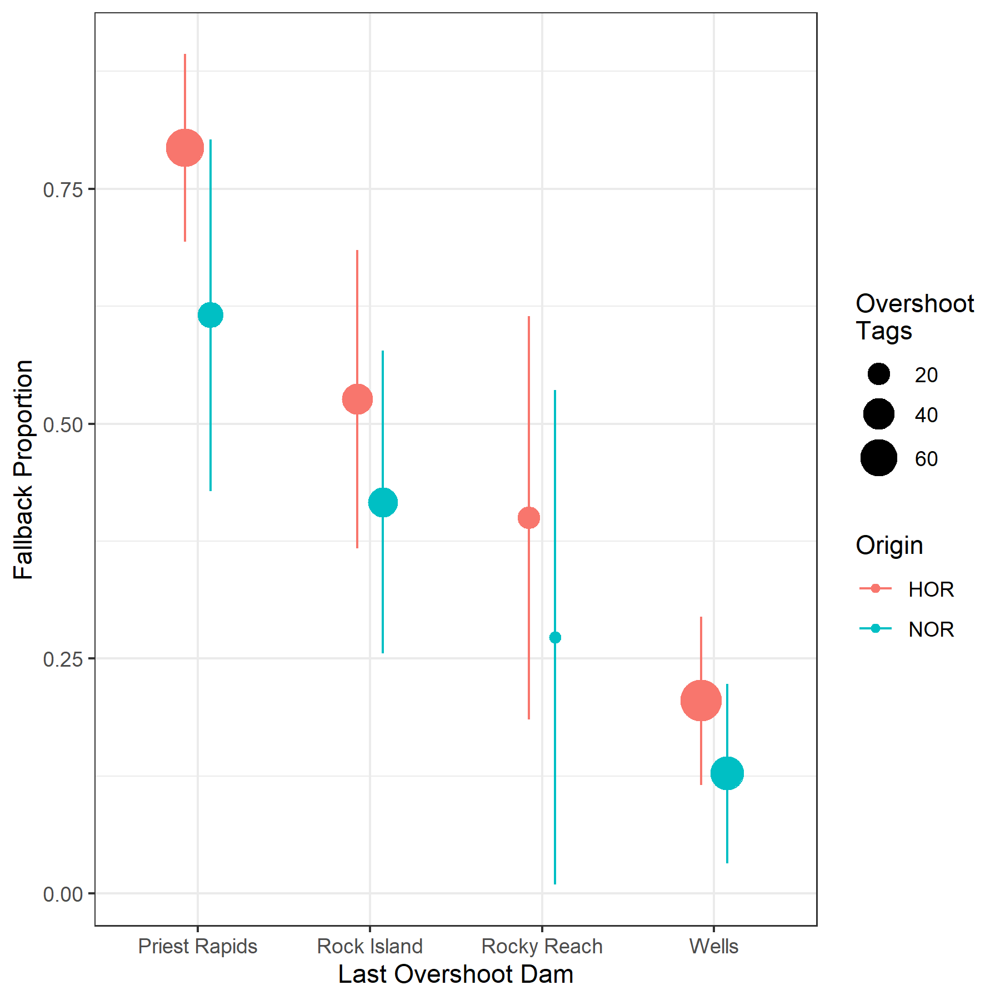 0.75
0.50
0.25
0.00
Fallback Proportion
Priest Rapids
Rock Island
Rocky Reach
Wells
Last Overshoot Dam
Overshoot
Tags
20
40
60
Origin
HOR
NOR